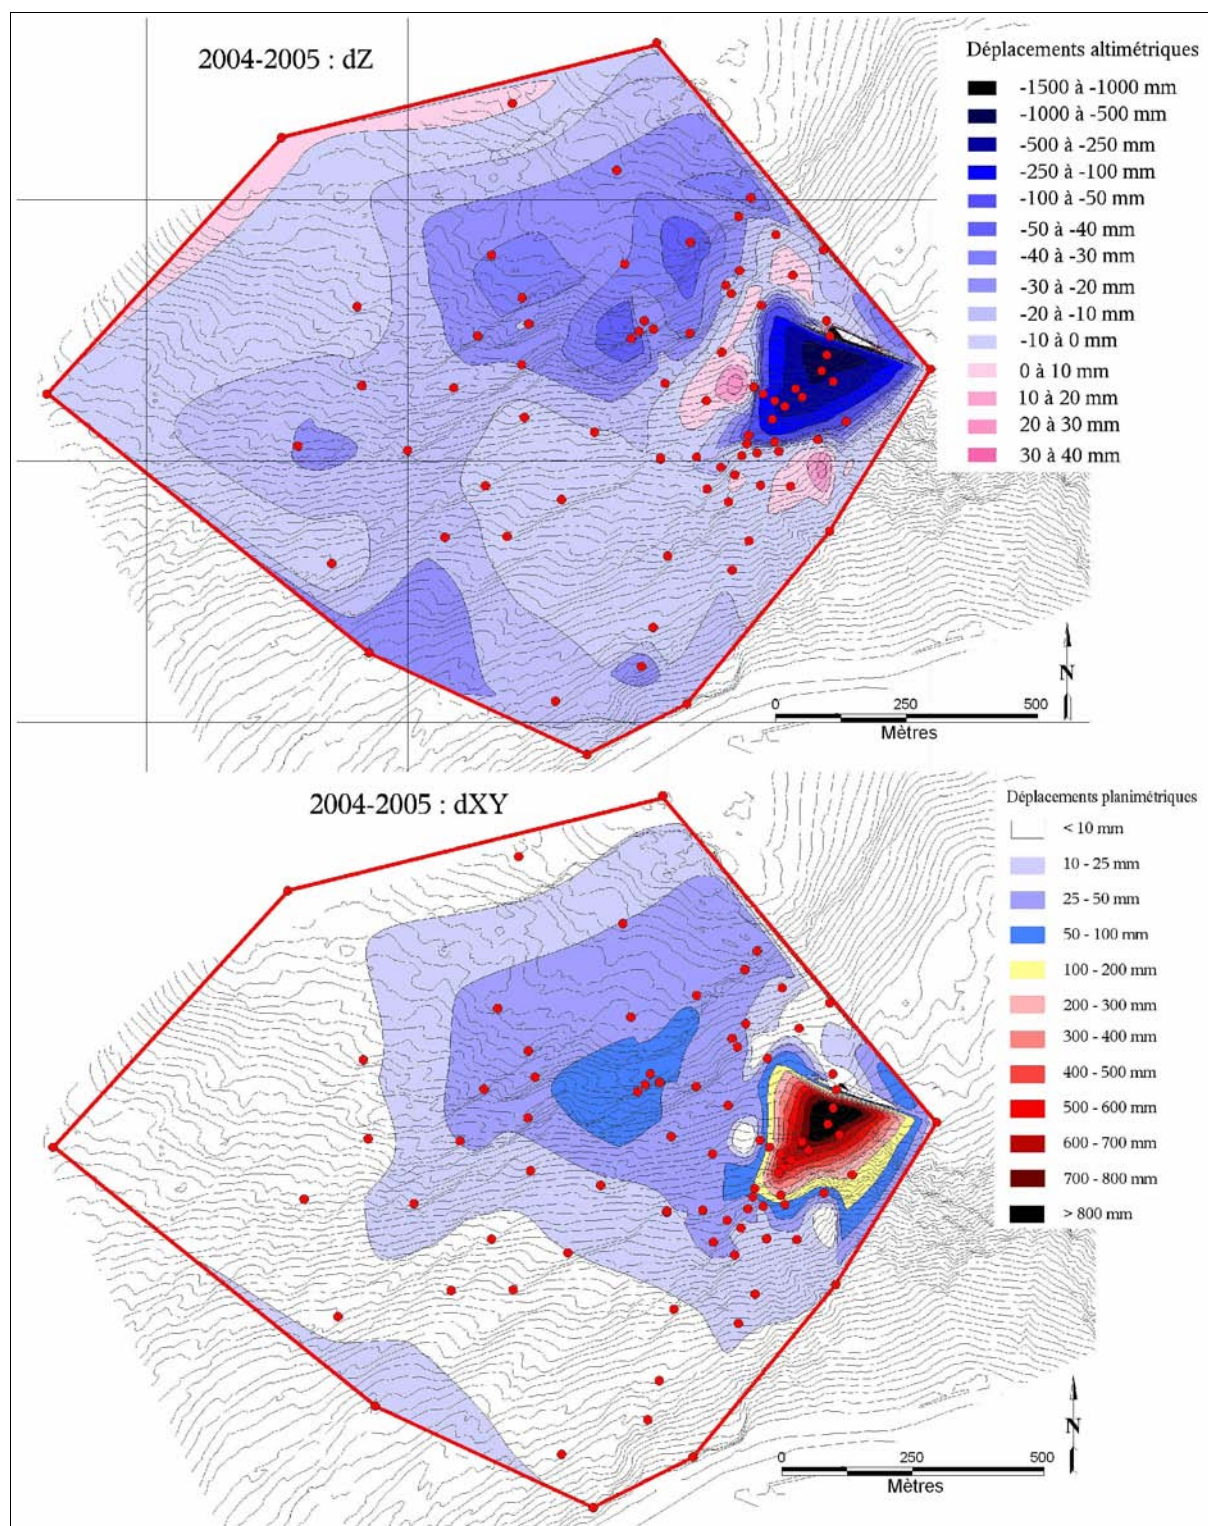 2004-2005 : dZ
Déplacements altimétriques
-1500 à -1000 mm
-1000 à -500 mm
-500 à -250 mm
-250 à -100 mm
-100 à -50 mm
-50 à -40 mm
-40 à -30 mm
-30 à -20 mm
-20 à -10 mm
-10 à 0 mm
0 à 10 mm
10 à 20 mm
20 à 30 mm
30 à 40 mm
N
0 250 500
Mètres
2004-2005 : dXY
Déplacements planimétriques
< 10 mm
10 - 25 mm
25 - 50 mm
50 - 100 mm
100 - 200 mm
200 - 300 mm
300 - 400 mm
400 - 500 mm
500 - 600 mm
600 - 700 mm
700 - 800 mm
> 800 mm
N
0 250 500
Mètres